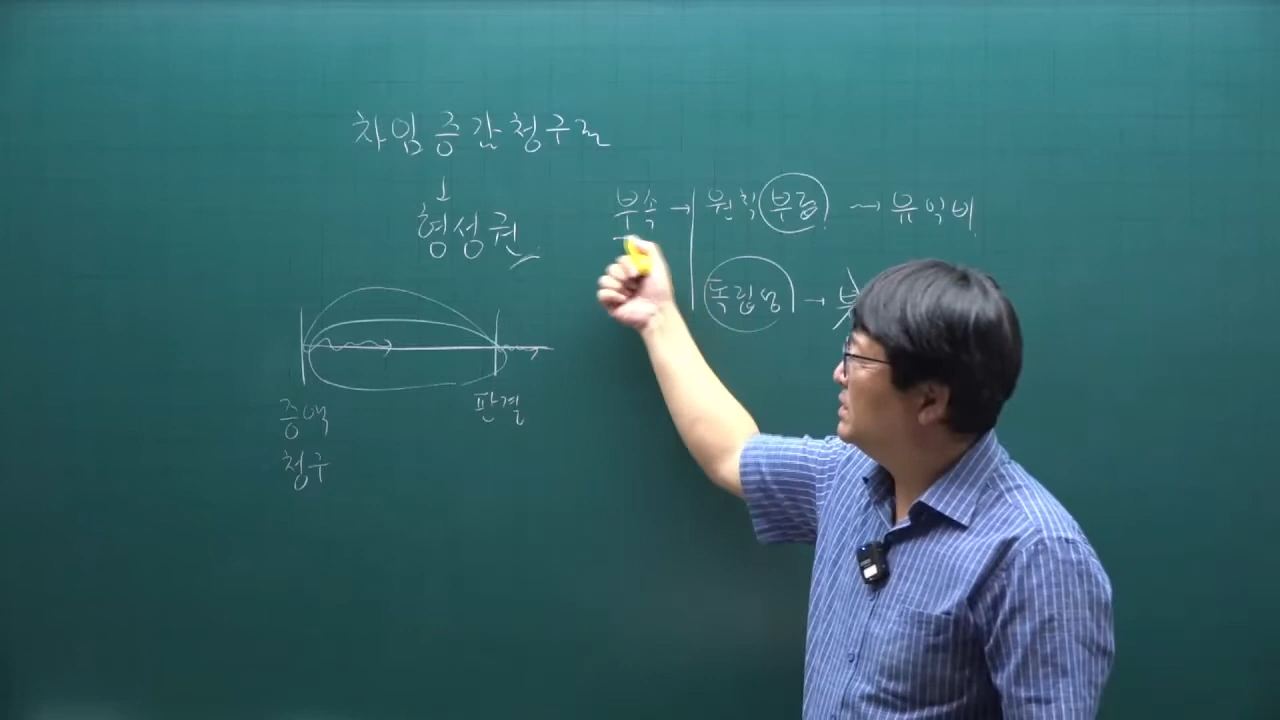 차임증감청구권
↓
형성권
증액
청구
판결
부속 → 원칙 부합 → 유익비
독립성 →